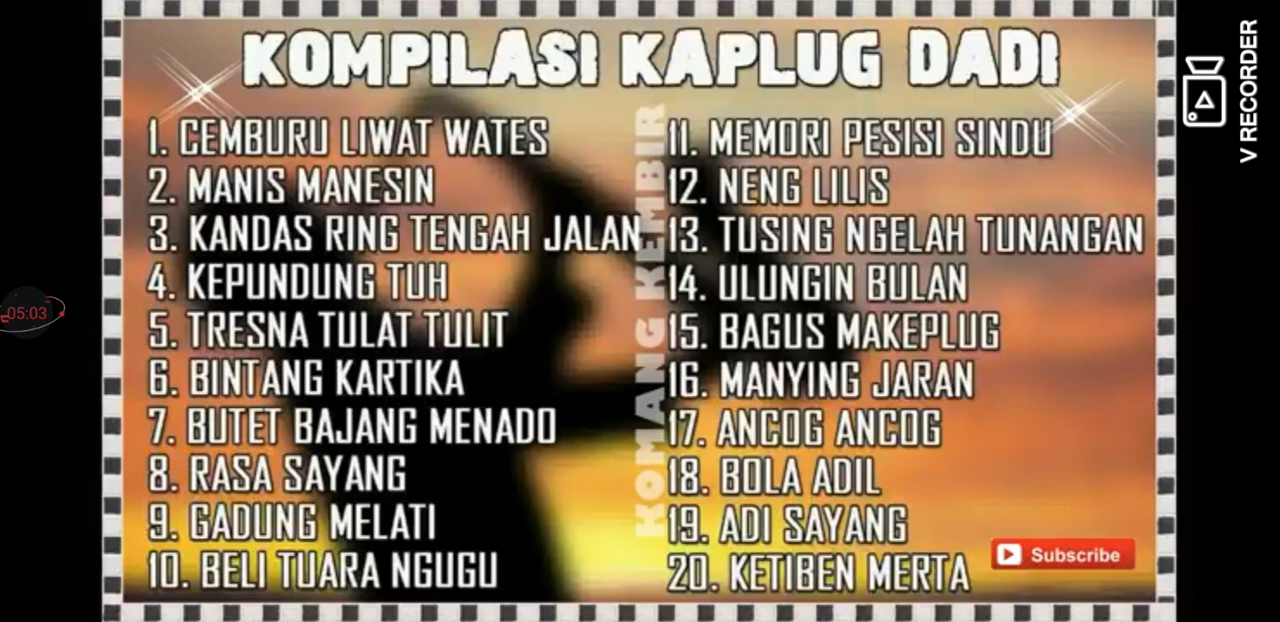 KOMPILASI KAPLUG DADI
1. CEMBURU LIWAT WATES
2. MANIS MANESIN
3. KANDAS RING TENGAH JALAN
4. KEPUNDUNG TUH
5. TRESNA TULAT TULIT
6. BINTANG KARTIKA
7. BUTET BAJANG MENADO
8. RASA SAYANG
9. GADUNG MELATI
10. BELI TUARA NGUGU
KOMANG KEMBIR
11. MEMORI PESISI SINDU
12. NENG LILIS
13. TUSING NGELAH TUNANGAN
14. ULUNGIN BULAN
15. BAGUS MAKEPLUG
16. MANYING JARAN
17. ANCOG ANCOG
18. BOLA ADIL
19. ADI SAYANG
20. KETIBEN MERTA
Subscribe
V RECORDER
05:03